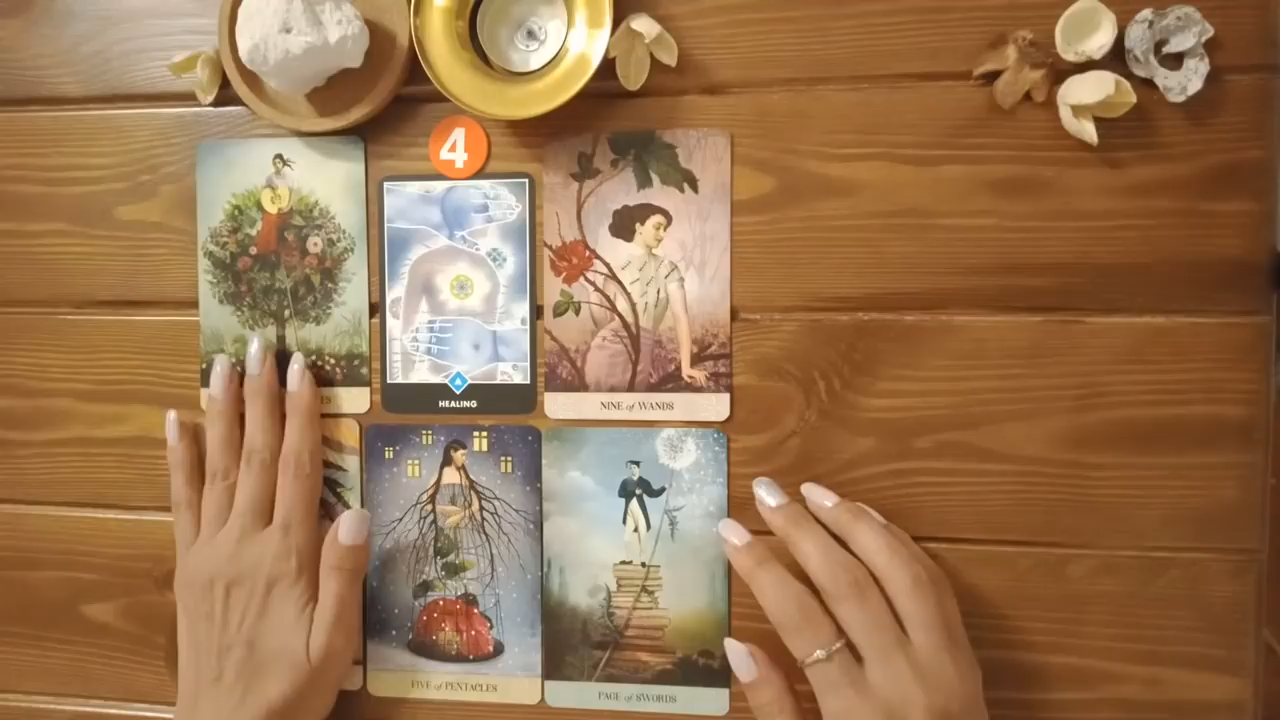 4
HEALING
NINE of WANDS
FIVE of PENTACLES
PAGE of SWORDS